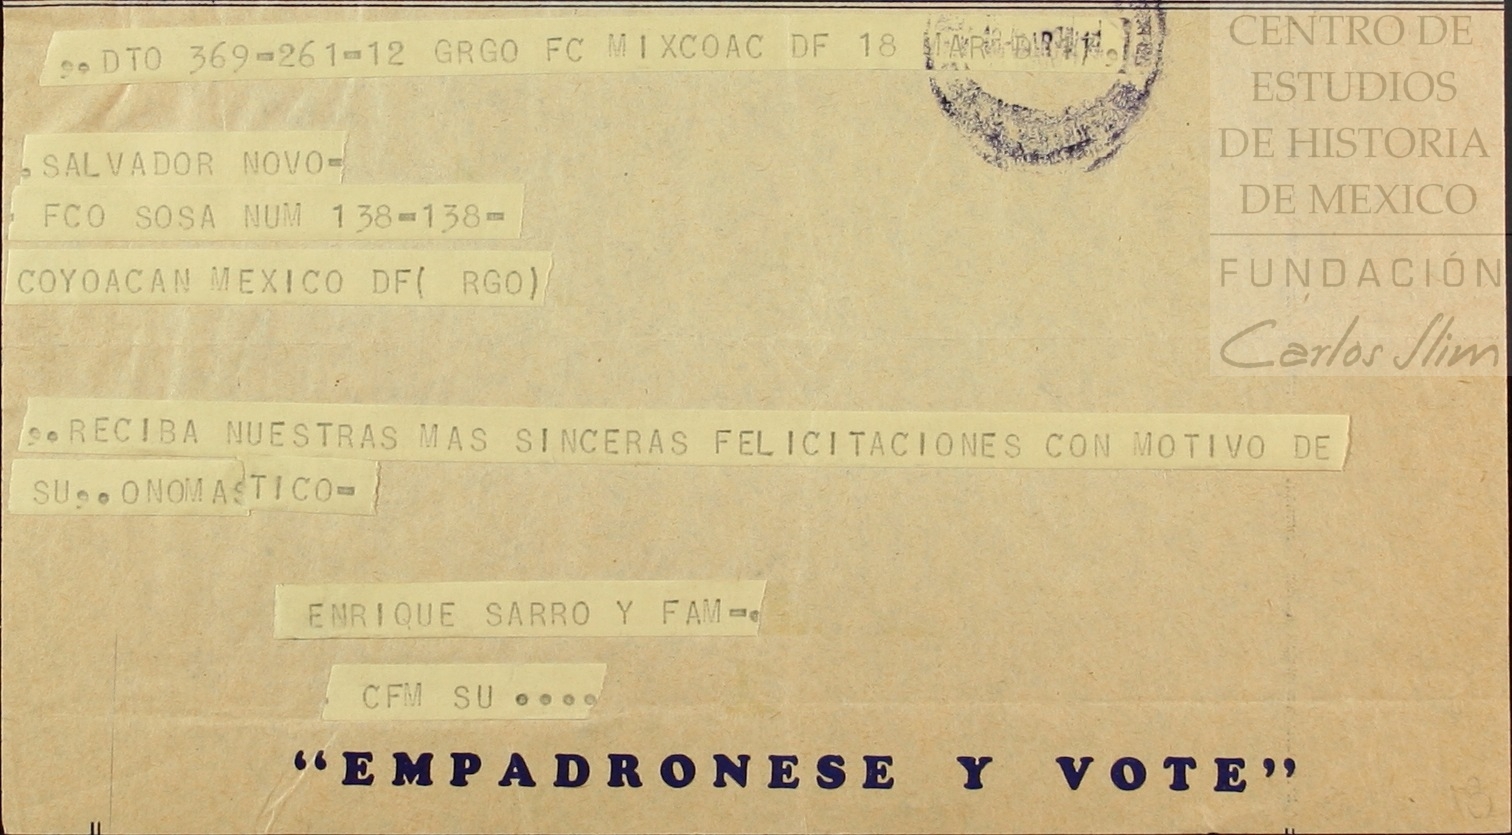 ..DTO 369-261-12 GRGO FC MIXCOAC DF 18 MAR
.SALVADOR NOVO-
FCO SOSA NUM 138-138-
COYOACAN MEXICO DF( RGO)
..RECIBA NUESTRAS MAS SINCERAS FELICITACIONES CON MOTIVO DE
SU..ONOMASTICO-
ENRIQUE SARRO Y FAM-.
CFM SU ....
“EMPADRONESE Y VOTE”
CENTRO DE
ESTUDIOS
DE HISTORIA
DE MEXICO
FUNDACIÓN
Carlos Slim